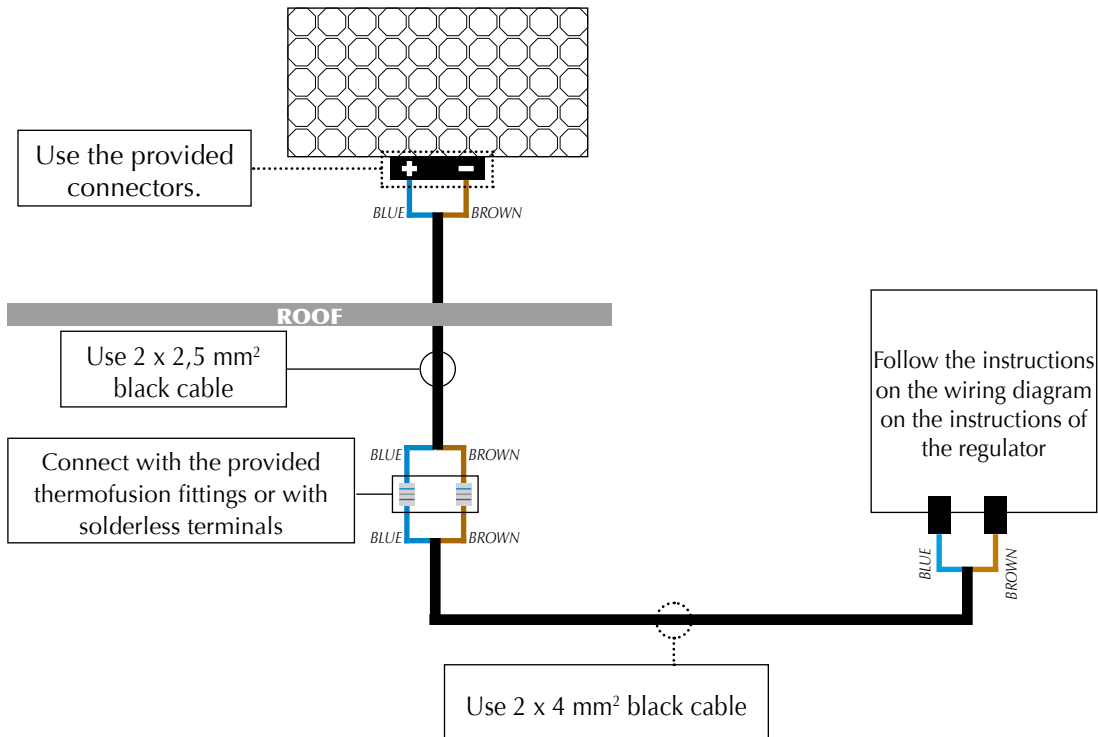 Use the provided
connectors.
+ -
BLUE BROWN
ROOF
Use 2 x 2,5 mm²
black cable
Connect with the provided
thermofusion fittings or with
solderless terminals
BLUE BROWN
BLUE BROWN
Follow the instructions
on the wiring diagram
on the instructions of
the regulator
BLUE
BROWN
Use 2 x 4 mm² black cable